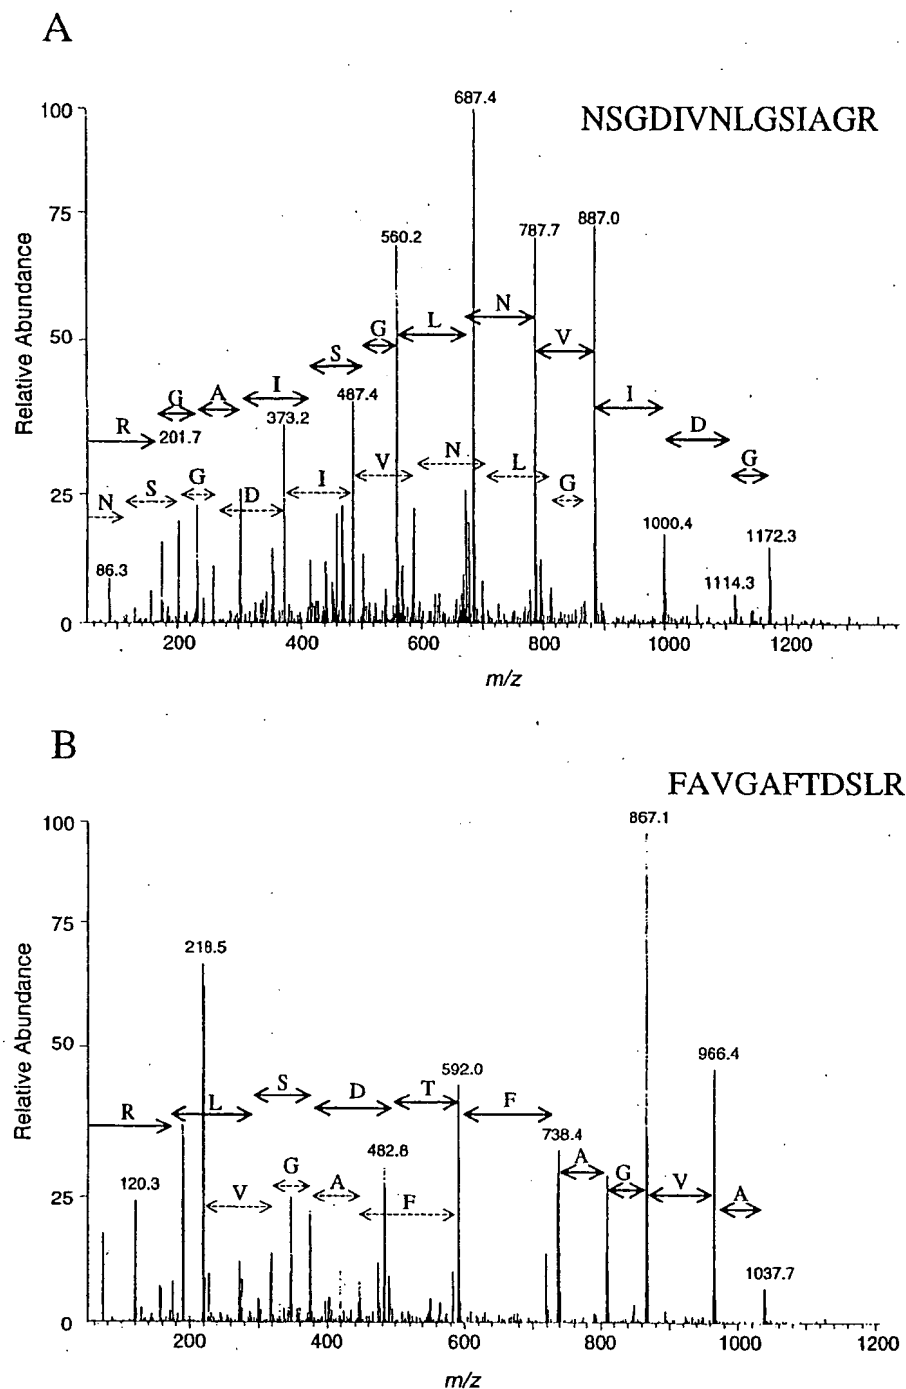 A
NSGDIVNLGSIAGR
Relative Abundance
100
75
50
25
0
687.4
887.0
787.7
560.2
N
L
G
V
S
I
A
G
487.4
I
373.2
R
201.7
D
G
N
V
L
I
G
S
D
G
N
86.3
1000.4
1172.3
1114.3
200
400
600
800
1000
1200
m/z
B
FAVGAFTDSLR
Relative Abundance
100
75
50
25
0
867.1
218.5
966.4
592.0
S
D
T
L
F
R
738.4
482.8
A
G
G
V
120.3
A
V
F
A
1037.7
200
400
600
800
1000
1200
m/z